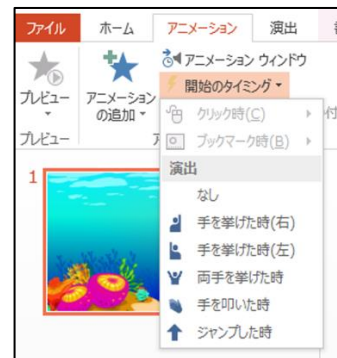 ファイル ホーム アニメーション 演出
アニメーション ウィンドウ
開始のタイミング
プレビュー アニメーション
の追加
クリック時(C)
プレビュー
ブックマーク時(B)
演出
1
なし
手を挙げた時(右)
手を挙げた時(左)
両手を挙げた時
手を叩いた時
ジャンプした時